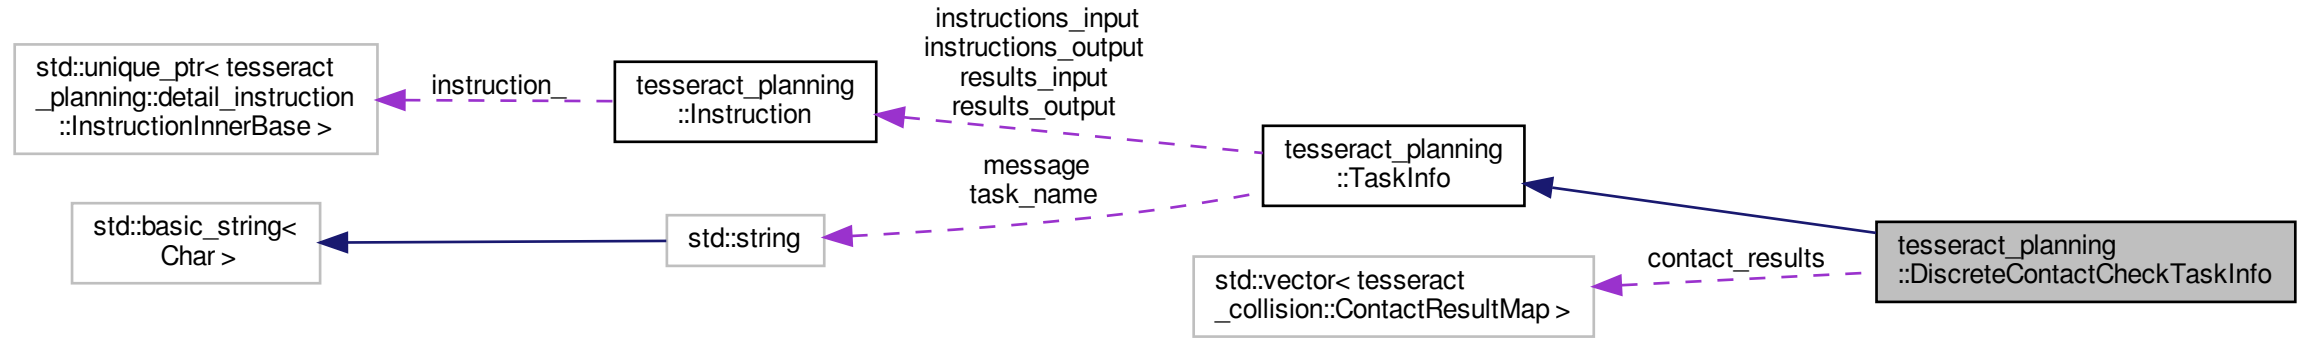 instructions_input
instructions_output
results_input
results_output
std::unique_ptr< tesseract
_planning::detail_instruction
::InstructionInnerBase >
instruction_
tesseract_planning
::Instruction
message
task_name
tesseract_planning
::TaskInfo
std::basic_string<
Char >
std::string
contact_results
tesseract_planning
::DiscreteContactCheckTaskInfo
std::vector< tesseract
_collision::ContactResultMap >